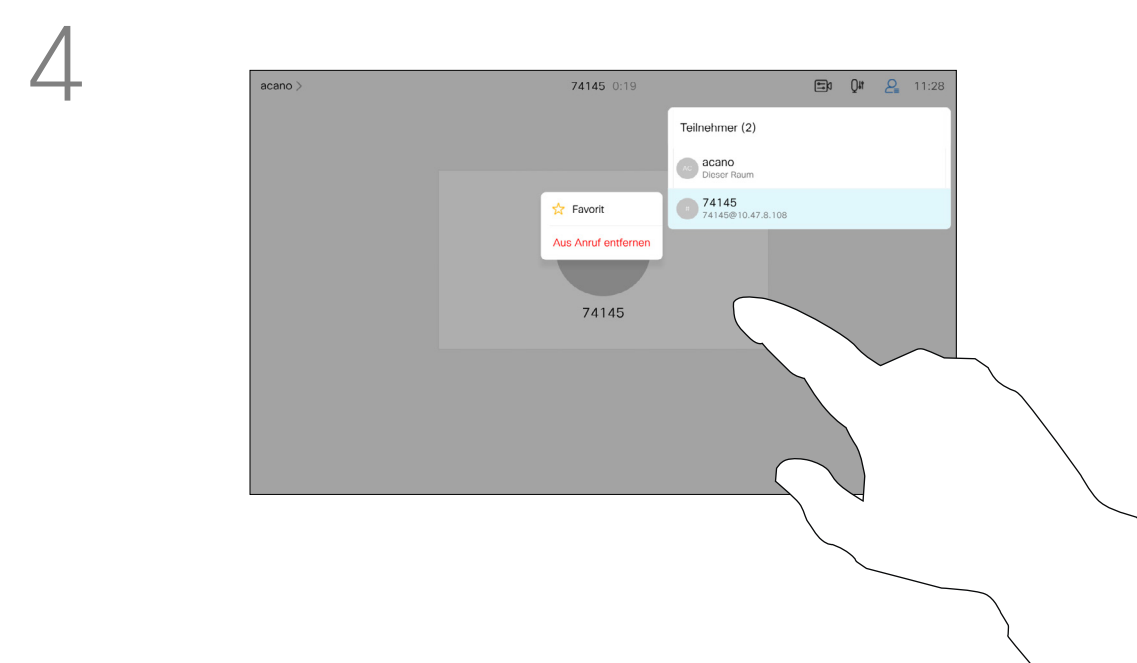 4
acano >
74145 0:19
11:28
Teilnehmer (2)
AC
acano
Dieser Raum
74145
74145@10.47.8.108
Favorit
Aus Anruf entfernen
74145